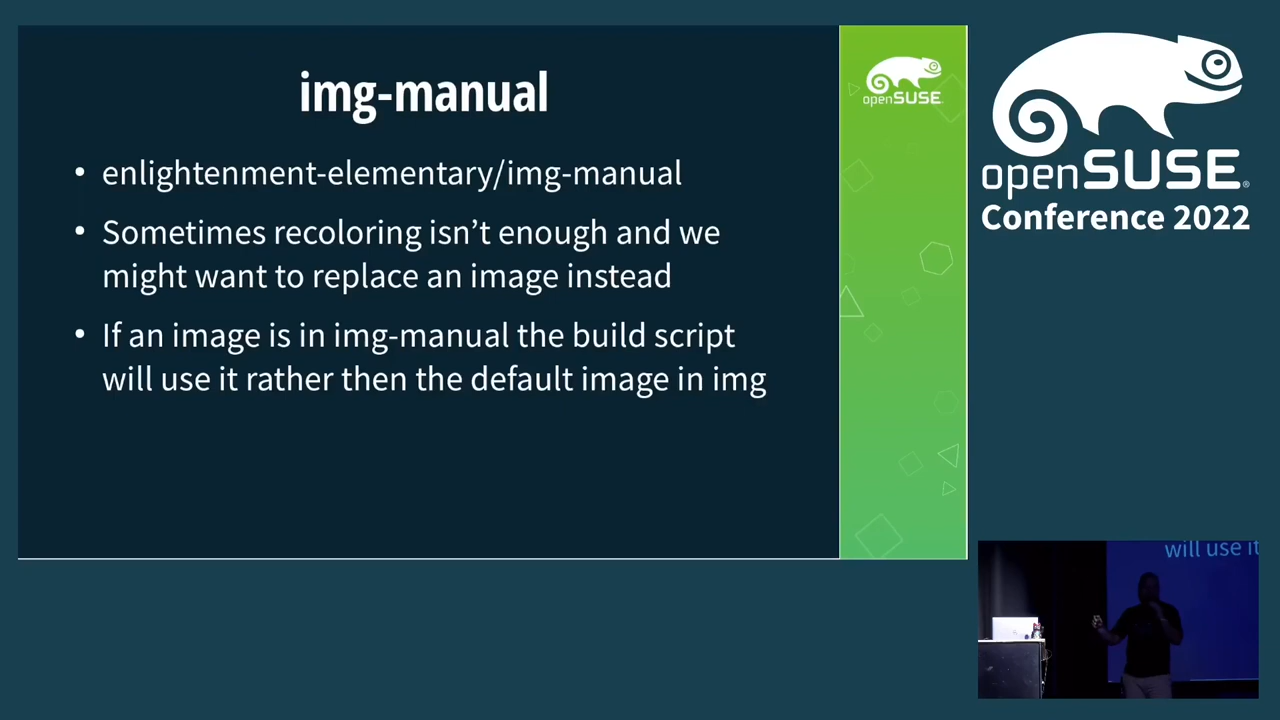 img-manual
• enlightenment-elementary/img-manual
• Sometimes recoloring isn't enough and we
might want to replace an image instead
• If an image is in img-manual the build script
will use it rather then the default image in img
openSUSE
openSUSE®
Conference 2022
will use it